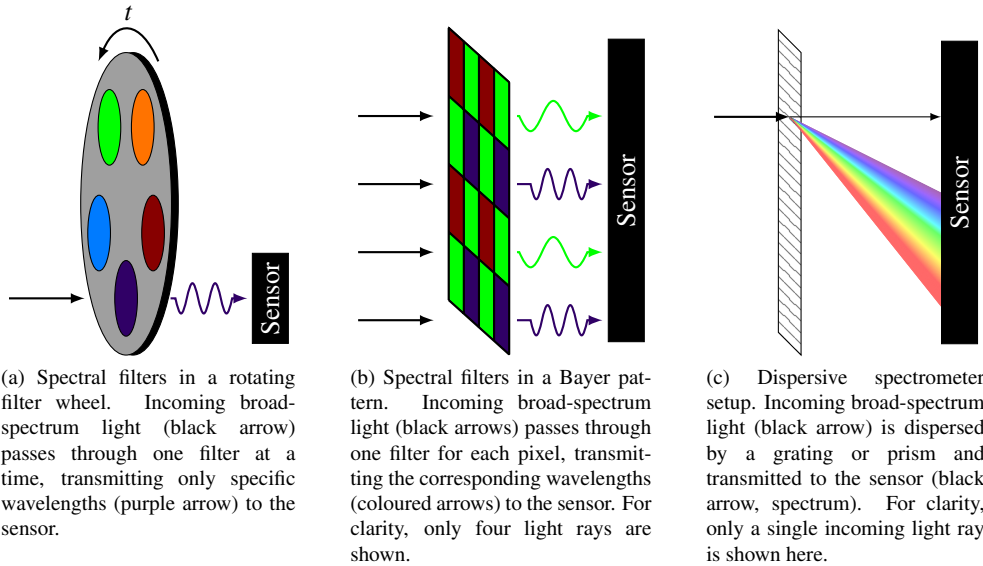 t
Sensor
Sensor
Sensor
(a) Spectral filters in a rotating
filter wheel. Incoming broad-
spectrum light (black arrow)
passes through one filter at a
time, transmitting only specific
wavelengths (purple arrow) to the
sensor.
(b) Spectral filters in a Bayer pat-
tern. Incoming broad-spectrum
light (black arrows) passes through
one filter for each pixel, transmit-
ting the corresponding wavelengths
(coloured arrows) to the sensor. For
clarity, only four light rays are
shown.
(c) Dispersive spectrometer
setup. Incoming broad-spectrum
light (black arrow) is dispersed
by a grating or prism and
transmitted to the sensor (black
arrow, spectrum). For clarity,
only a single incoming light ray
is shown here.